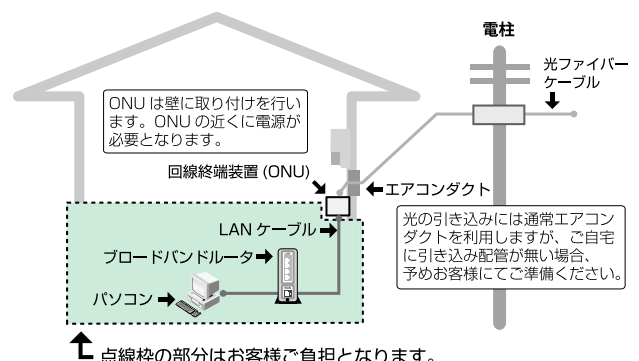 電柱
光ファイバー
ケーブル
ONU は壁に取り付けを行い
ます。ONU の近くに電源が
必要となります。
回線終端装置 (ONU)
エアコンダクト
LAN ケーブル
ブロードバンドルータ
パソコン
光の引き込みには通常エアコン
ダクトを利用しますが、ご自宅
に引き込み配管が無い場合、
予めお客様にてご準備ください。
点線枠の部分はお客様ご負担となります。